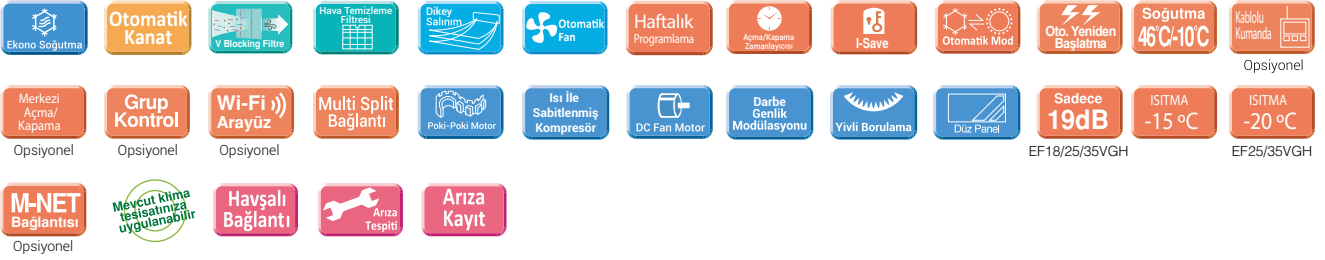 Ekono Soğutma
Otomatik
Kanat
V Blocking Filtre
Hava Temizleme
Filtresi
Dikey
Salınım
Otomatik
Fan
Haftalık
Programlama
Açma/Kapama
Zamanlayıcısı
I-Save
Otomatik Mod
Oto. Yeniden
Başlatma
Soğutma
46°C/-10°C
Kablolu
Kumanda
Opsiyonel
Merkezi
Açma/
Kapama
Opsiyonel
Grup
Kontrol
Opsiyonel
Wi-Fi
Arayüz
Opsiyonel
Multi Split
Bağlantı
Poki-Poki Motor
Isı İle
Sabitlenmiş
Kompresör
DC Fan Motor
Darbe
Genlik
Modülasyonu
Yivli Borulama
Düz Panel
Sadece
19dB
EF18/25/35VGH
ISITMA
-15 ºC
ISITMA
-20 ºC
EF25/35VGH
M-NET
Bağlantısı
Opsiyonel
Mevcut klima
tesisatınıza
uygulanabilir
Havşalı
Bağlantı
Arıza
Tespiti
Arıza
Kayıt